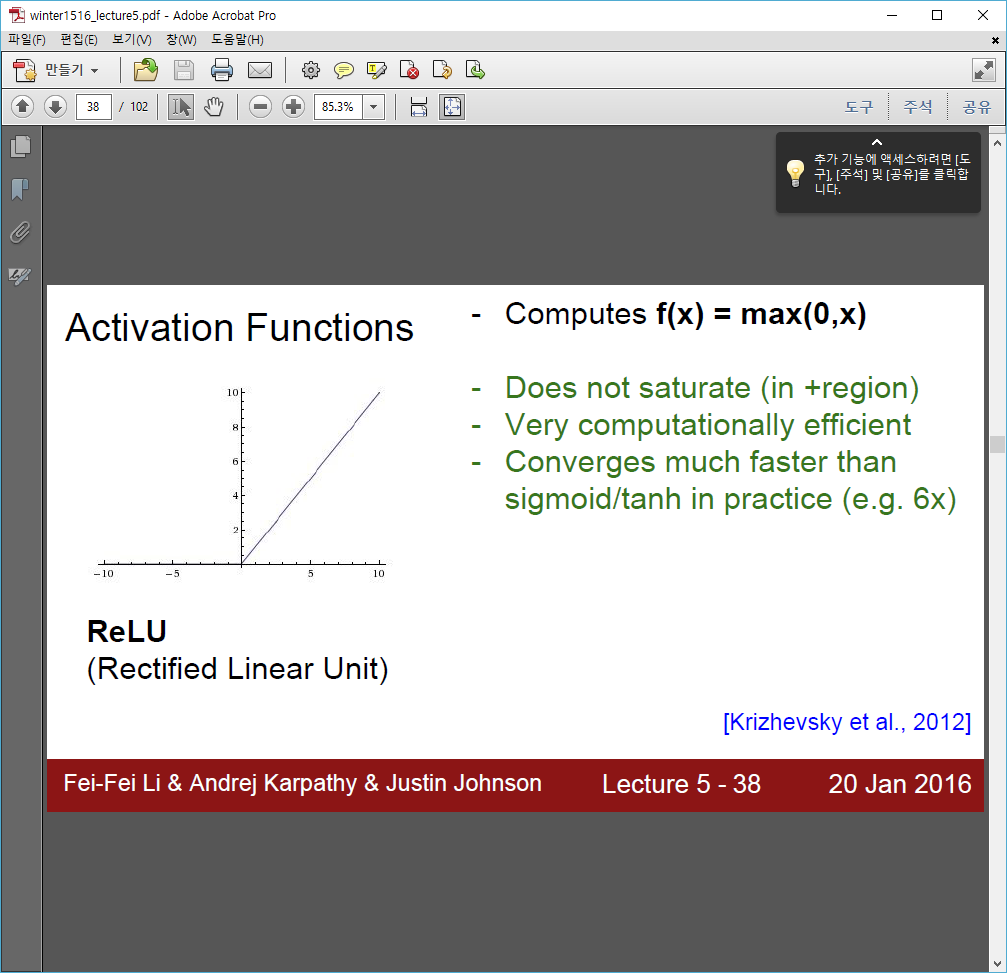 winter1516_lecture5.pdf - Adobe Acrobat Pro
파일(F) 편집(E) 보기(V) 창(W) 도움말(H)
만들기
38 / 102 85.3% 도구 주석 공유
추가 기능에 액세스하려면 [도
구], [주석] 및 [공유]를 클릭합
니다.
Activation Functions
10
8
6
4
2
−10 −5 5 10
ReLU
(Rectified Linear Unit)
- Computes f(x) = max(0,x)
- Does not saturate (in +region)
- Very computationally efficient
- Converges much faster than
sigmoid/tanh in practice (e.g. 6x)
[Krizhevsky et al., 2012]
Fei-Fei Li & Andrej Karpathy & Justin Johnson Lecture 5 - 38 20 Jan 2016